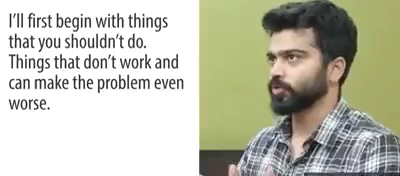 I'll first begin with things
that you shouldn't do.
Things that don't work and
can make the problem even
worse.